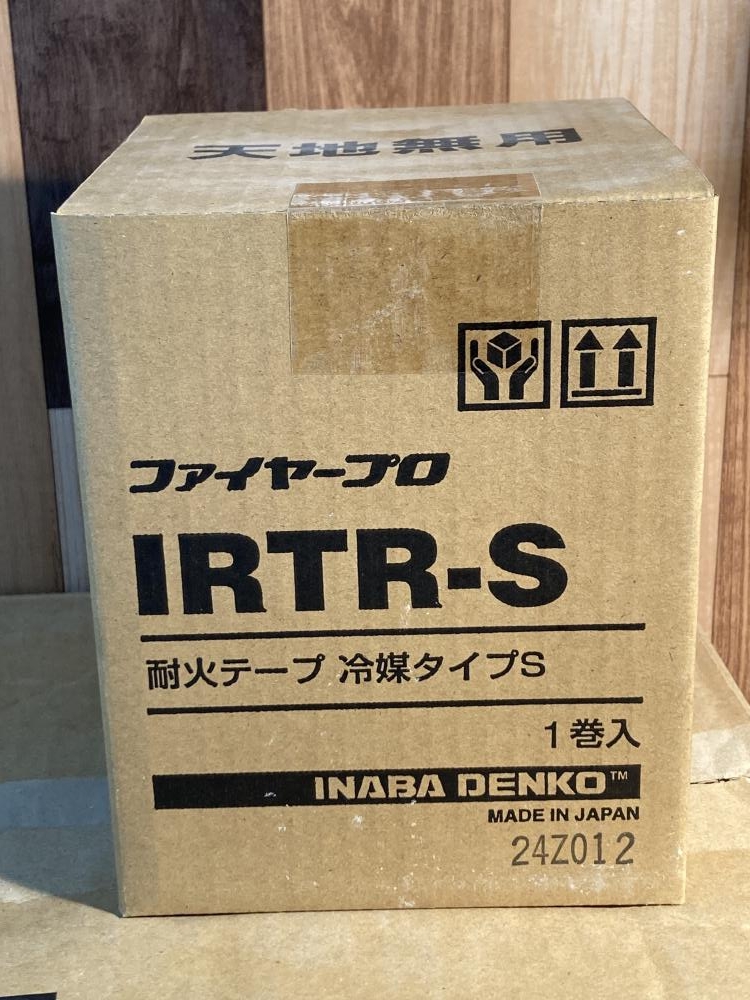 天地無用
ファイヤープロ
IRTR-S
耐火テープ 冷媒タイプS
1巻入
INABA DENKO™
MADE IN JAPAN
24Z012